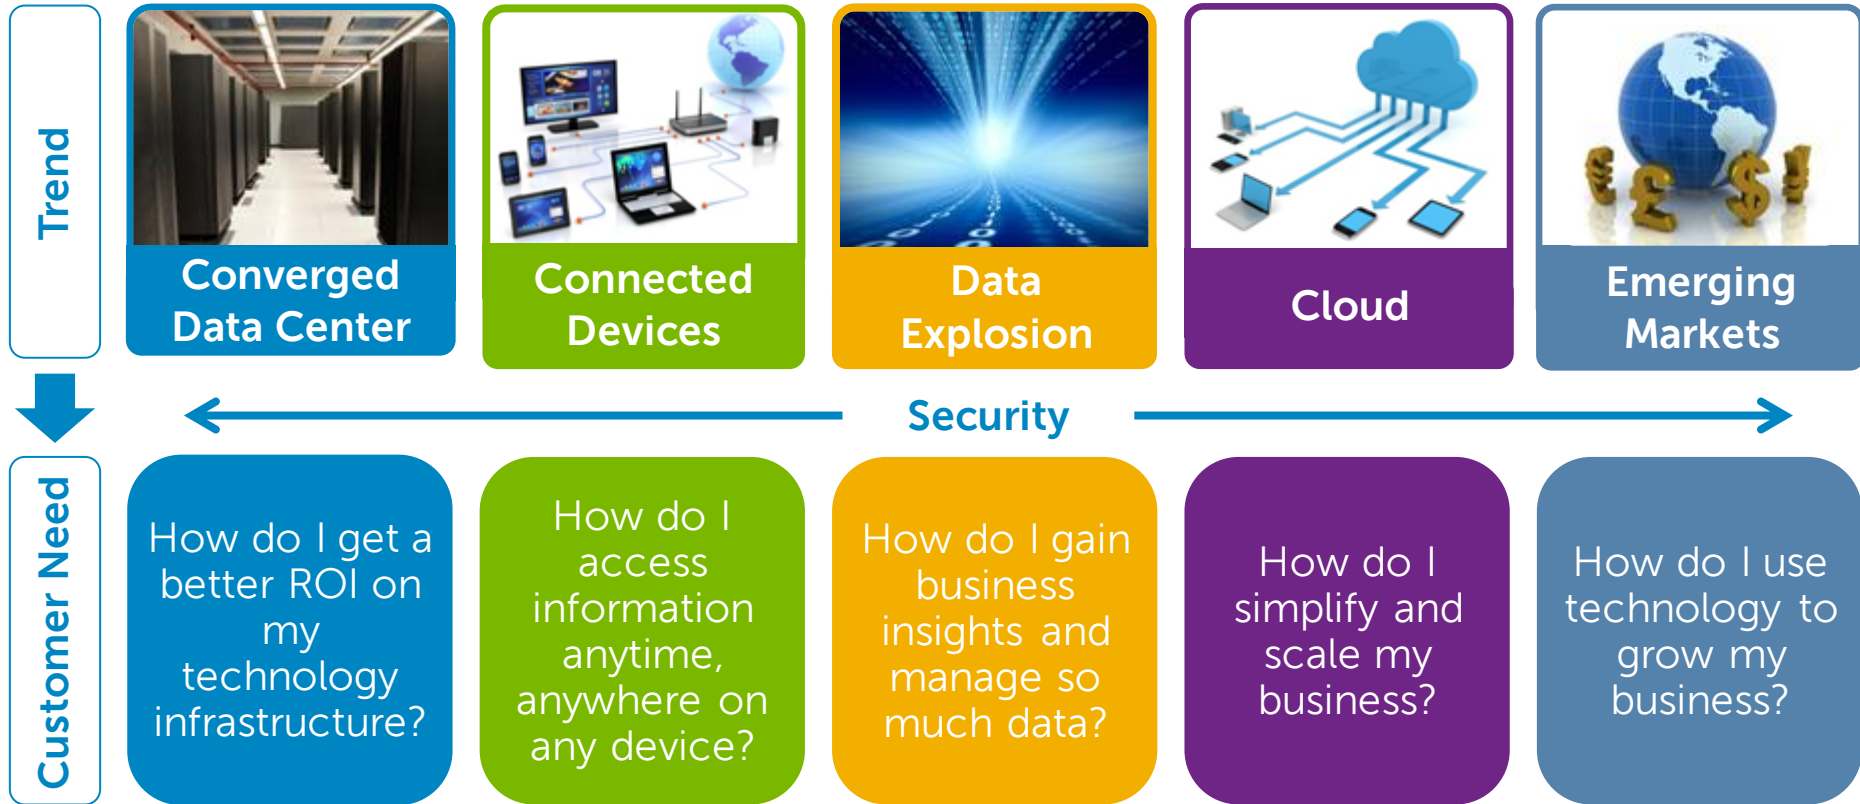 Trend
Converged
Data Center
Connected
Devices
Data
Explosion
Cloud
Emerging
Markets
Security
Customer Need
How do I get a
better ROI on
my
technology
infrastructure?
How do I
access
information
anytime,
anywhere on
any device?
How do I gain
business
insights and
manage so
much data?
How do I
simplify and
scale my
business?
How do I use
technology to
grow my
business?